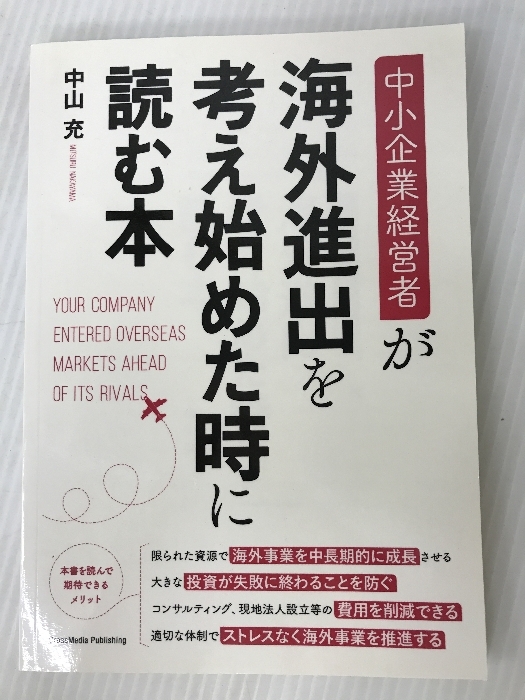 中小企業経営者が
海外進出を
考え始めた時に
読む本
中山 充
MITSURU NAKAYAMA
YOUR COMPANY
ENTERED OVERSEAS
MARKETS AHEAD
OF ITS RIVALS
本書を読んで
期待できる
メリット
限られた資源で海外事業を中長期的に成長させる
大きな投資が失敗に終わることを防ぐ
コンサルティング、現地法人設立等の費用を削減できる
適切な体制でストレスなく海外事業を推進する
CrossMedia Publishing